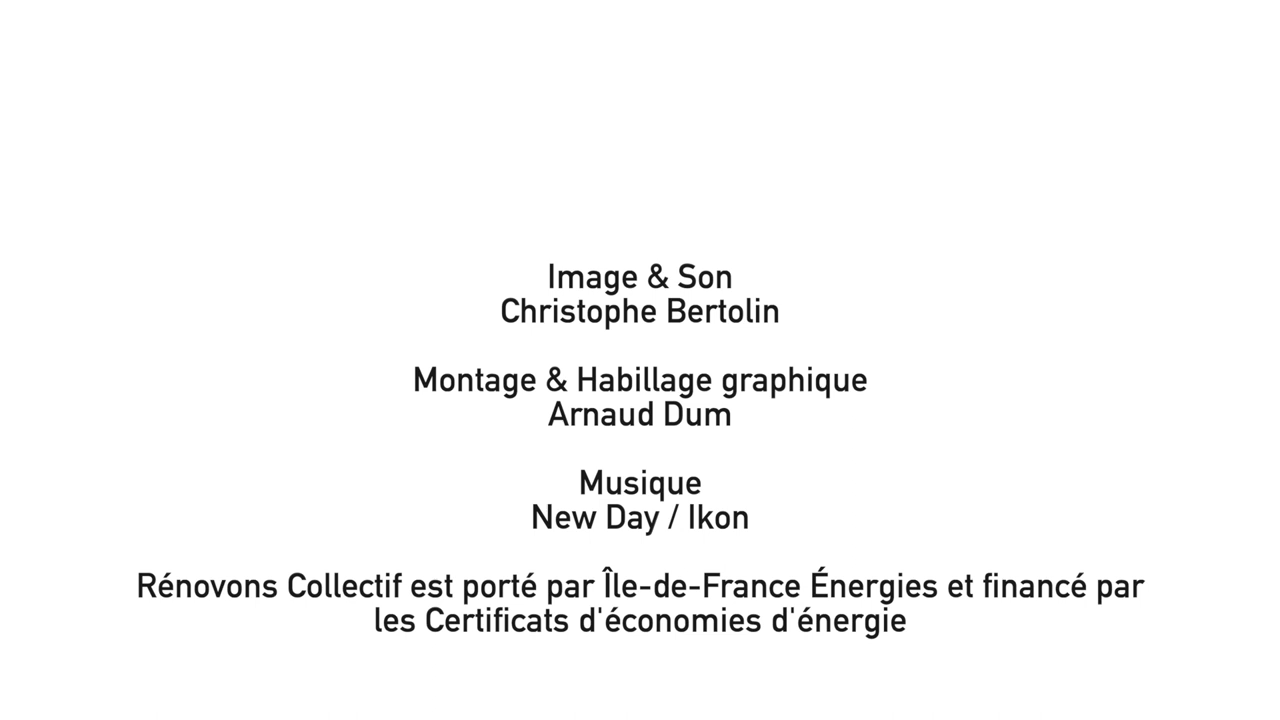 Image & Son
Christophe Bertolin
Montage & Habillage graphique
Arnaud Dum
Musique
New Day / Ikon
Rénovons Collectif est porté par Île-de-France Énergies et financé par
les Certificats d'économies d'énergie